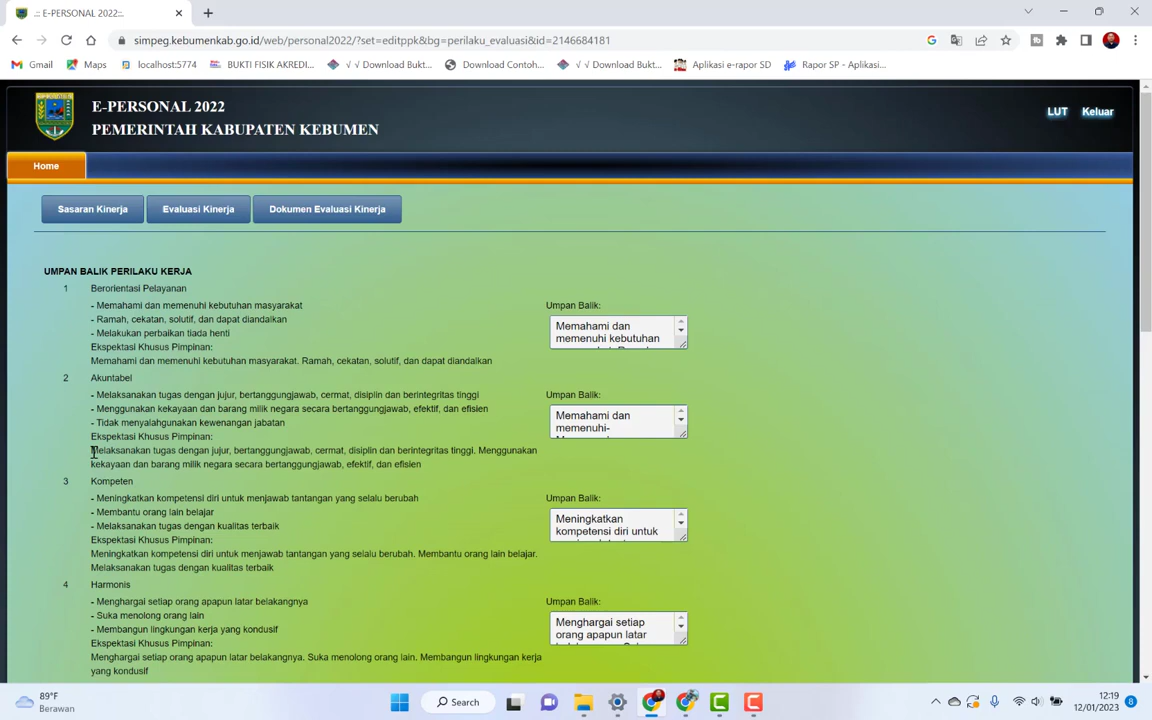 .:: E-PERSONAL 2022::.
simpeg.kebumenkab.go.id/web/personal2022/?set=editppk&bg=perilaku_evaluasi&id=2146684181
Gmail
Maps
localhost:5774
BUKTI FISIK AKREDI...
√ √ Download Bukt...
Download Contoh...
√ √ Download Bukt...
Aplikasi e-rapor SD
Rapor SP - Aplikasi...
E-PERSONAL 2022
PEMERINTAH KABUPATEN KEBUMEN
LUT
Keluar
Home
Sasaran Kinerja
Evaluasi Kinerja
Dokumen Evaluasi Kinerja
UMPAN BALIK PERILAKU KERJA
1 Berorientasi Pelayanan
- Memahami dan memenuhi kebutuhan masyarakat
- Ramah, cekatan, solutif, dan dapat diandalkan
- Melakukan perbaikan tiada henti
Ekspektasi Khusus Pimpinan:
Memahami dan memenuhi kebutuhan masyarakat. Ramah, cekatan, solutif, dan dapat diandalkan
Umpan Balik:
Memahami dan
memenuhi kebutuhan
2 Akuntabel
- Melaksanakan tugas dengan jujur, bertanggungjawab, cermat, disiplin dan berintegritas tinggi
- Menggunakan kekayaan dan barang milik negara secara bertanggungjawab, efektif, dan efisien
- Tidak menyalahgunakan kewenangan jabatan
Ekspektasi Khusus Pimpinan:
Melaksanakan tugas dengan jujur, bertanggungjawab, cermat, disiplin dan berintegritas tinggi. Menggunakan
kekayaan dan barang milik negara secara bertanggungjawab, efektif, dan efisien
Umpan Balik:
Memahami dan
memenuhi-
3 Kompeten
- Meningkatkan kompetensi diri untuk menjawab tantangan yang selalu berubah
- Membantu orang lain belajar
- Melaksanakan tugas dengan kualitas terbaik
Ekspektasi Khusus Pimpinan:
Meningkatkan kompetensi diri untuk menjawab tantangan yang selalu berubah. Membantu orang lain belajar.
Melaksanakan tugas dengan kualitas terbaik
Umpan Balik:
Meningkatkan
kompetensi diri untuk
4 Harmonis
- Menghargai setiap orang apapun latar belakangnya
- Suka menolong orang lain
- Membangun lingkungan kerja yang kondusif
Ekspektasi Khusus Pimpinan:
Menghargai setiap orang apapun latar belakangnya. Suka menolong orang lain. Membangun lingkungan kerja
yang kondusif
Umpan Balik:
Menghargai setiap
orang apapun latar
89°F
Berawan
Search
12:19
12/01/2023
8